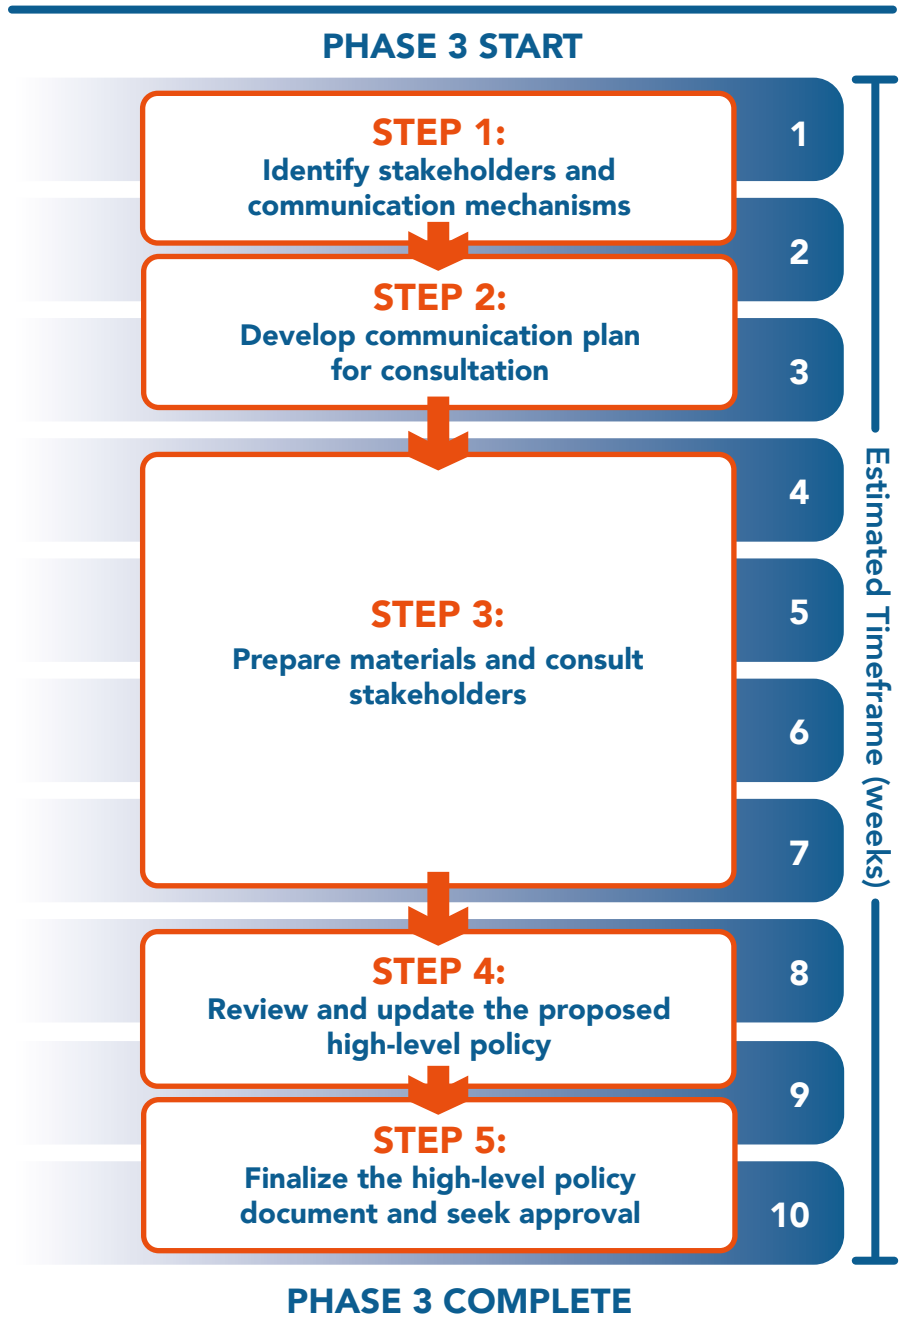 PHASE 3 START
STEP 1:
Identify stakeholders and
communication mechanisms
1
2
STEP 2:
Develop communication plan
for consultation
3
4
STEP 3:
Prepare materials and consult
stakeholders
5
6
7
Estimated Timeframe (weeks)
STEP 4:
Review and update the proposed
high-level policy
8
9
STEP 5:
Finalize the high-level policy
document and seek approval
10
PHASE 3 COMPLETE